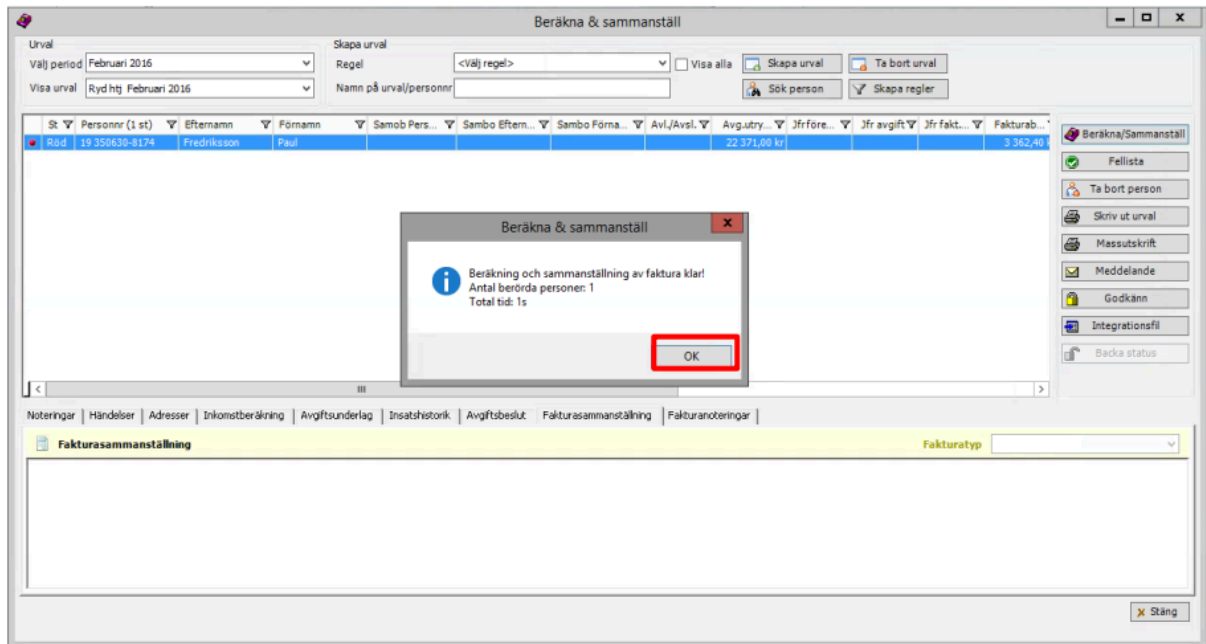 Beräkna & sammanställ
Urval
Skapa urval
Välj period Februari 2016
Regel <Välj regel> Visa alla Skapa urval Ta bort urval
Visa urval Ryd htj Februari 2016
Namn på urval/personnr Sök person Skapa regler
St Personnr (1 st) Efternamn Förnamn Samob Pers... Sambo Eftern... Sambo Förna... Avl./Avsl. Avg.utry... Jfr före... Jfr avgift Jfr fakt.... Fakturab...
Röd 19 350630-8174 Fredriksson Paul 22 371,00 kr 3 362,40
Beräkna/Sammanställ
Fellista
Ta bort person
Skriv ut urval
Massutskrift
Meddelande
Godkänn
Integrationsfil
Backa status
Beräkna & sammanställ
Beräkning och sammanställning av faktura klar!
Antal berörda personer: 1
Total tid: 1s
OK
Noteringar Händelser Adresser Inkomstberäkning Avgiftsunderlag Insatshistorik Avgiftsbeslut Fakturasammanställning Fakturanoteringar
Fakturasammanställning Fakturatyp
Stäng